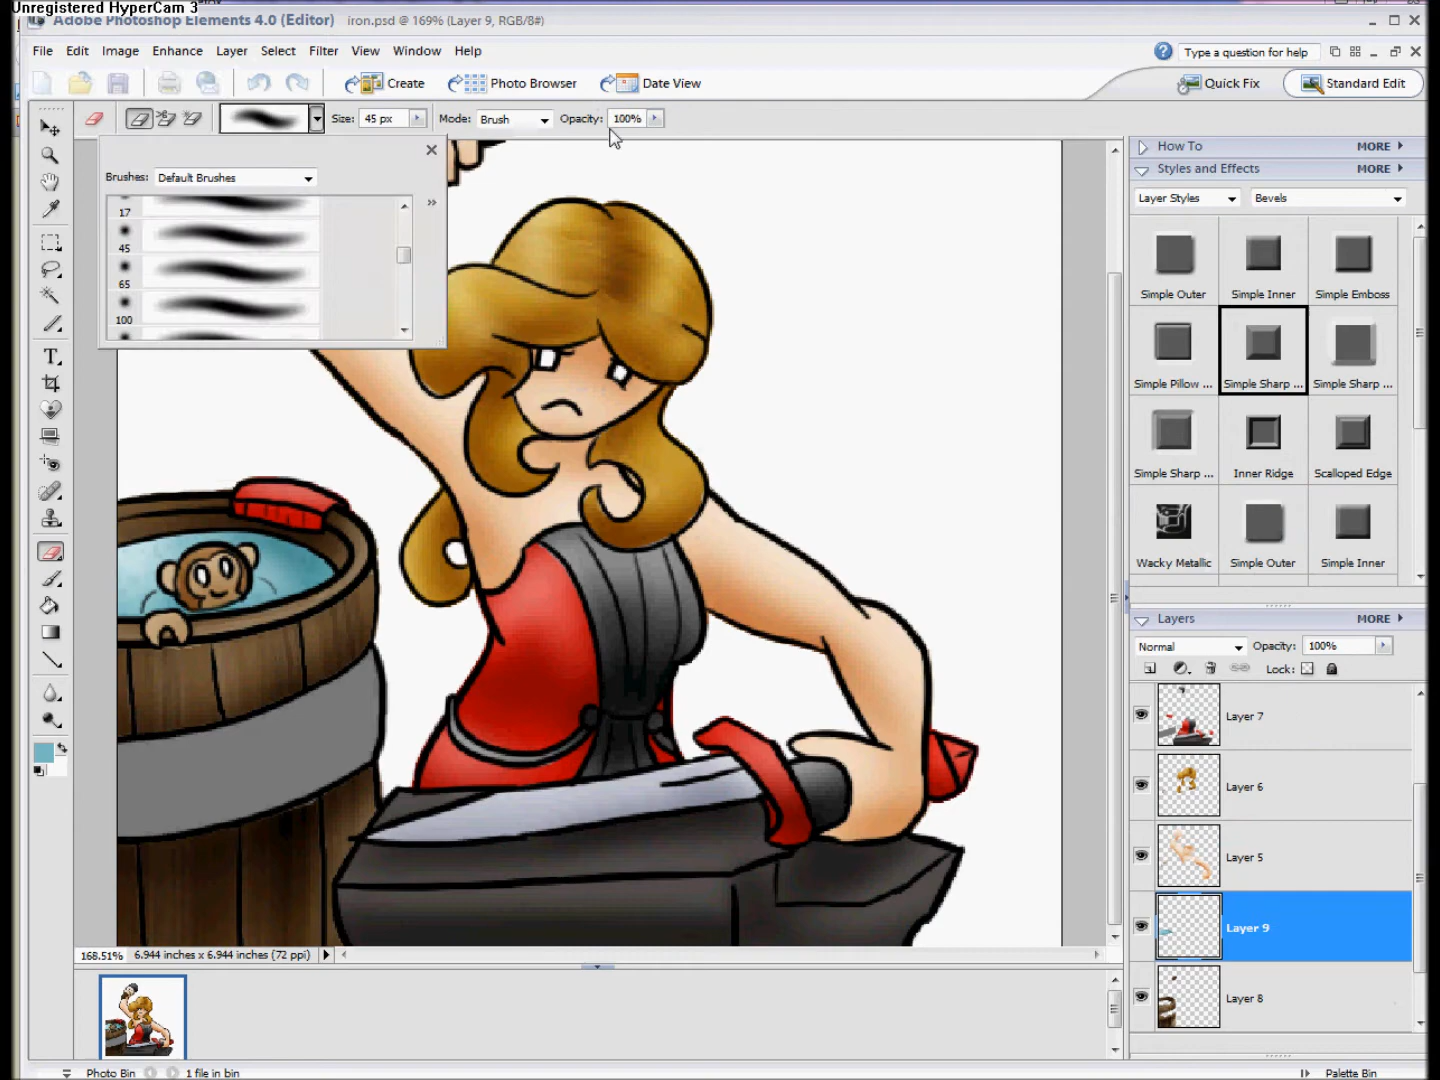 Unregistered HyperCam 3
Adobe Photoshop Elements 4.0 (Editor) iron.psd @ 169% (Layer 9, RGB/8#)
File Edit Image Enhance Layer Select Filter View Window Help
Type a question for help
Create Photo Browser Date View
Quick Fix Standard Edit
Size: 45 px Mode: Brush Opacity: 100%
Brushes: Default Brushes
17
45
65
100
How To MORE
Styles and Effects MORE
Layer Styles Bevels
Simple Outer Simple Inner Simple Emboss
Simple Pillow ... Simple Sharp ... Simple Sharp ...
Simple Sharp ... Inner Ridge Scalloped Edge
Wacky Metallic Simple Outer Simple Inner
Layers MORE
Normal Opacity: 100%
Lock:
Layer 7
Layer 6
Layer 5
Layer 9
Layer 8
168.51% 6.944 inches x 6.944 inches (72 ppi)
Photo Bin 1 file in bin
Palette Bin